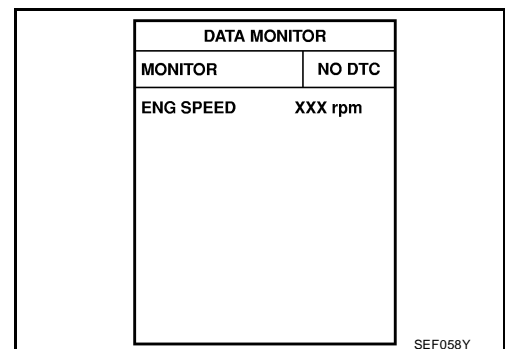 DATA MONITOR
MONITOR NO DTC
ENG SPEED XXX rpm
SEF058Y